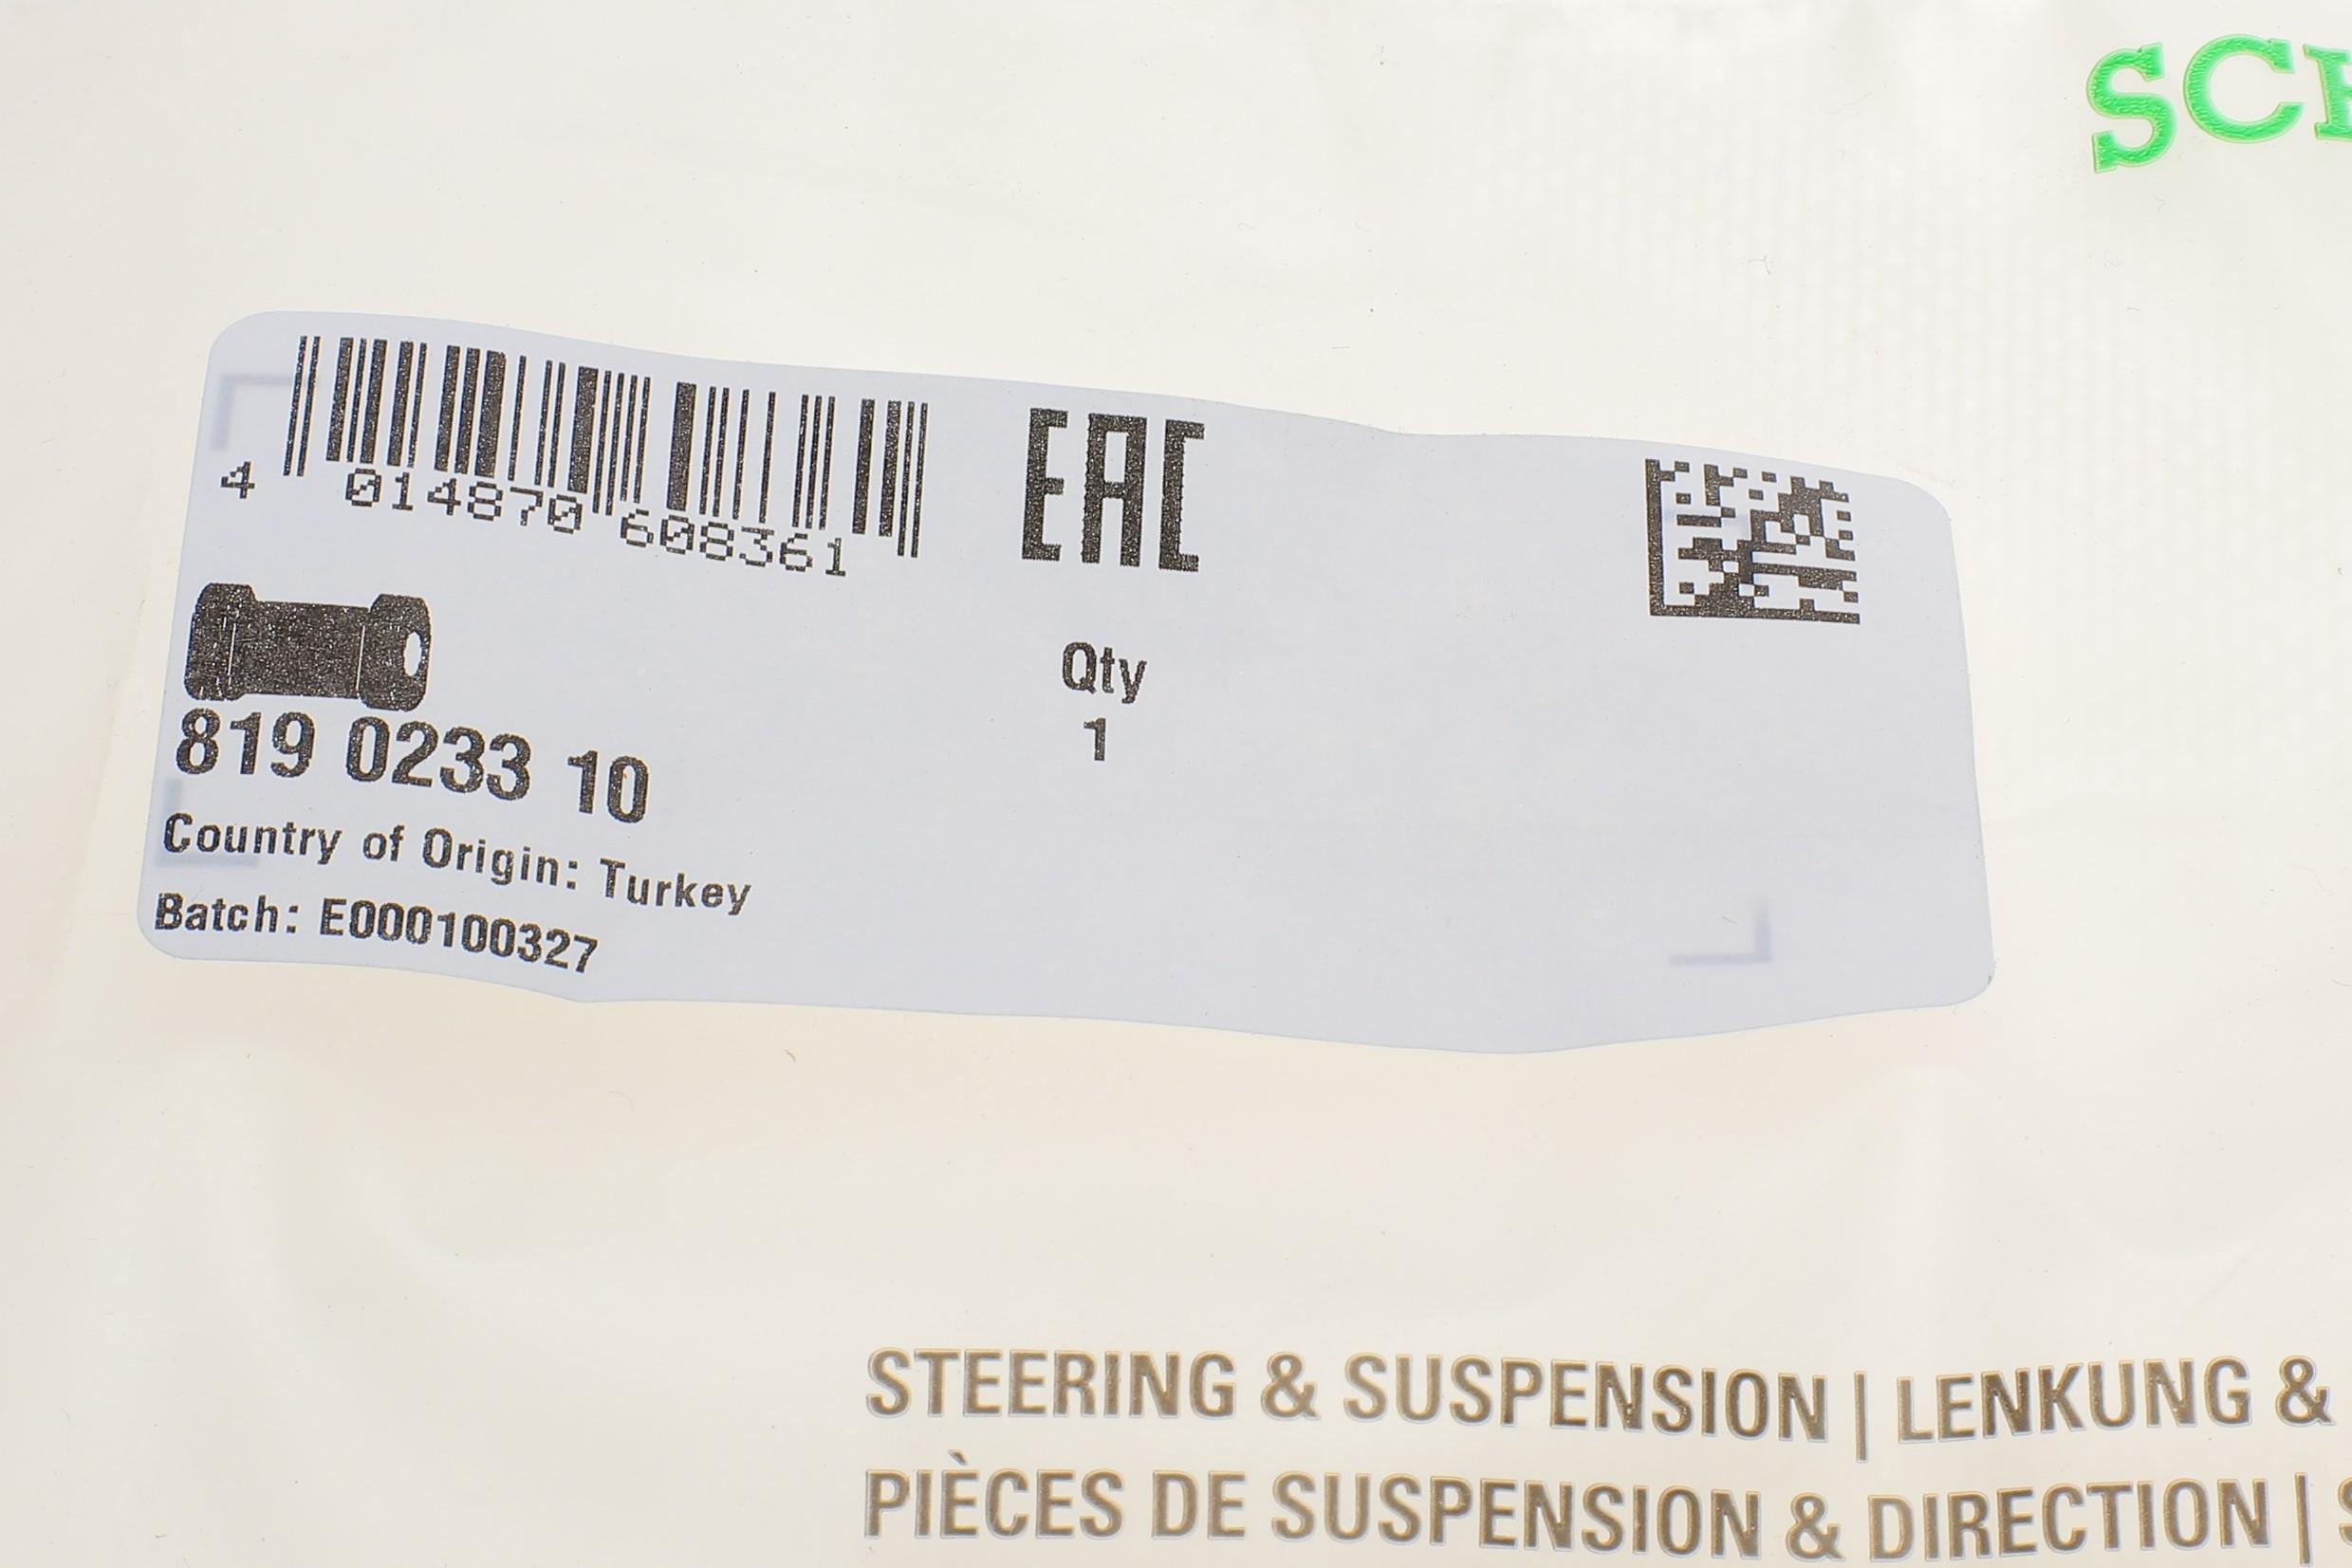 SCH
4 014870 608361
EAC
819 0233 10
Qty
1
Country of Origin: Turkey
Batch: E000100327
STEERING & SUSPENSION | LENKUNG &
PIÈCES DE SUSPENSION & DIRECTION | S